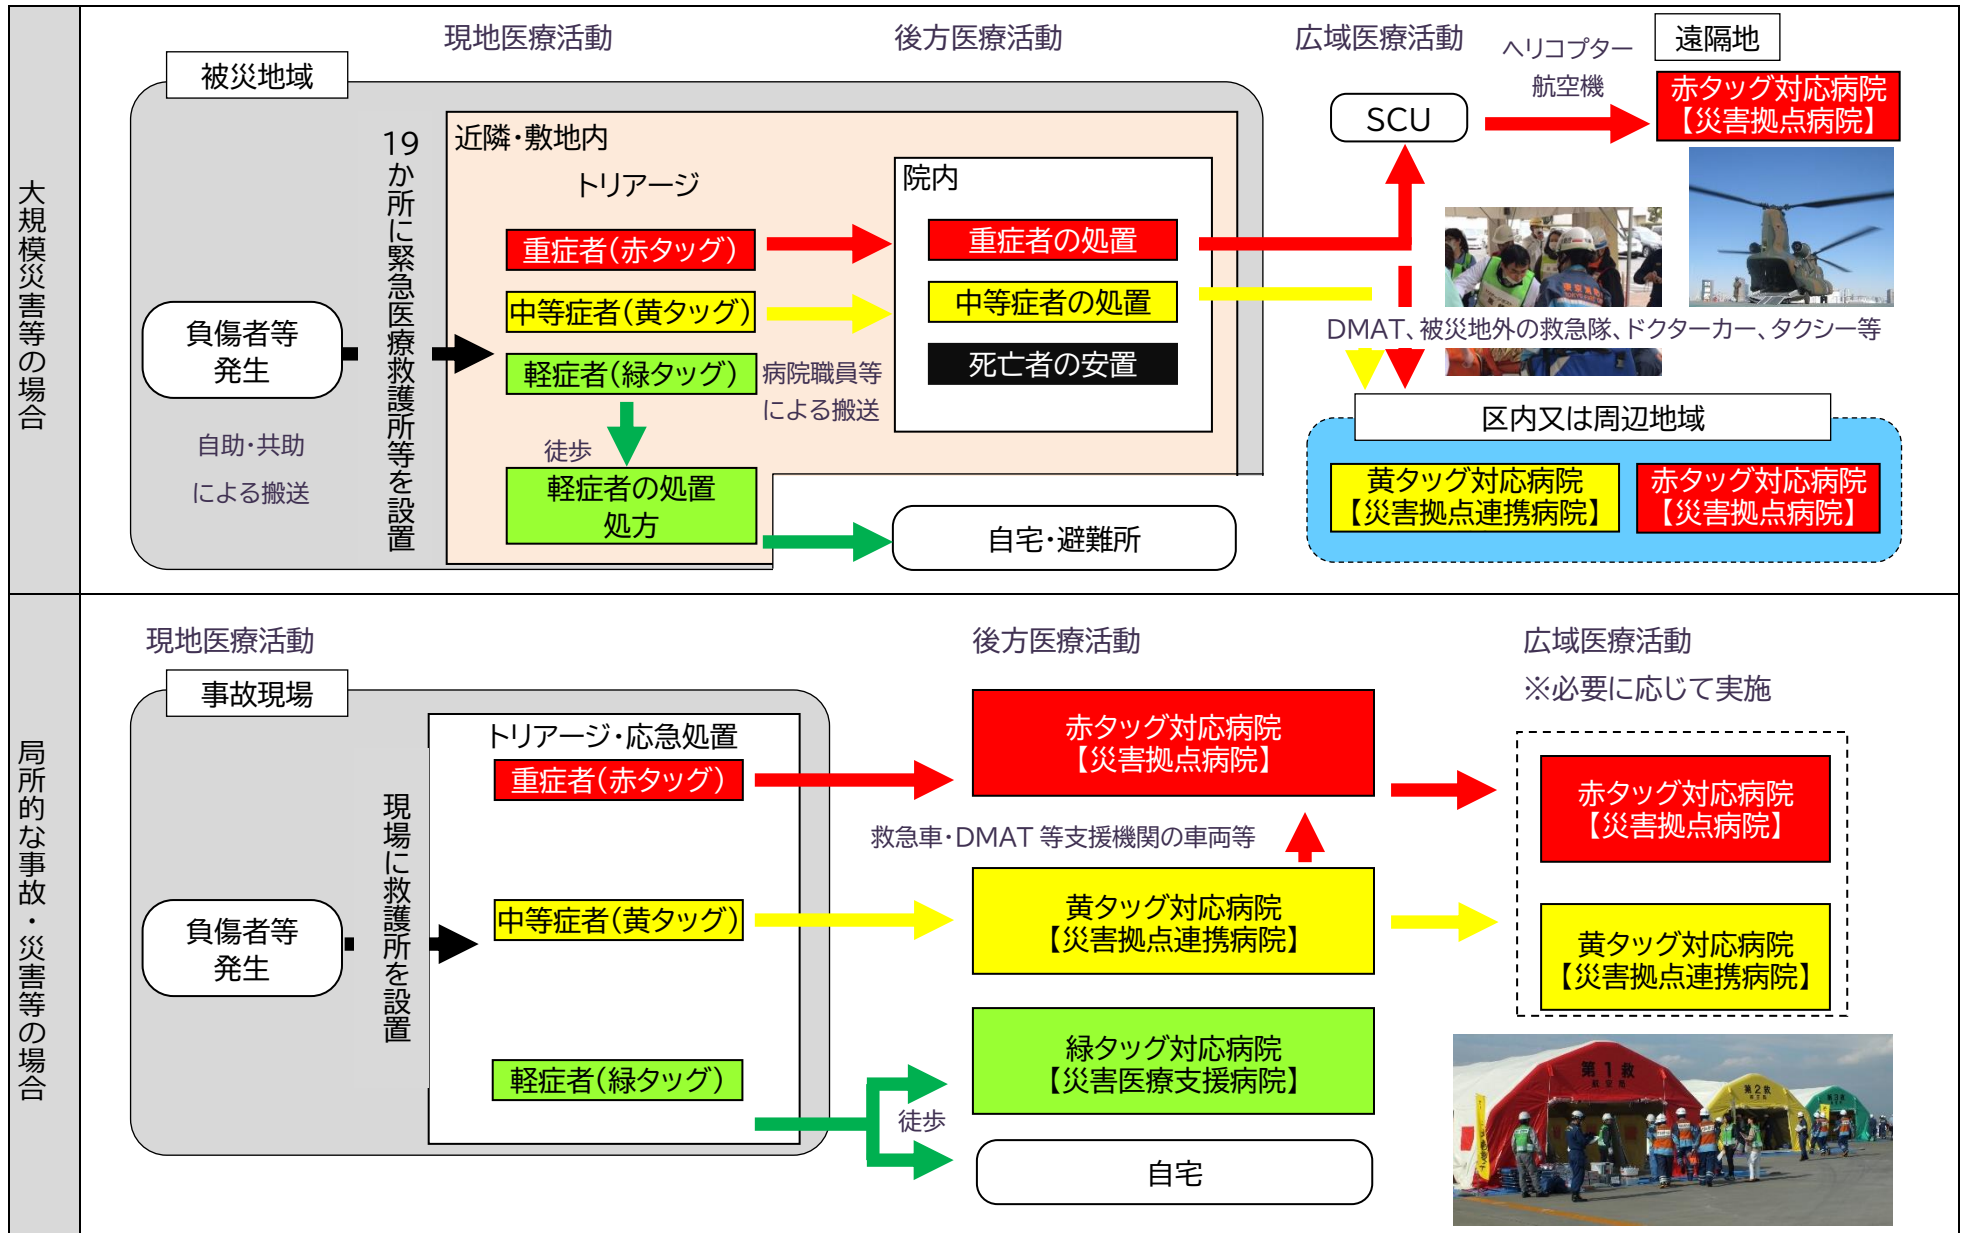 大規模災害等の場合
現地医療活動
後方医療活動
広域医療活動
ヘリコプター
航空機
遠隔地
赤タッグ対応病院
【災害拠点病院】
被災地域
SCU
19か所に緊急医療救護所等を設置
近隣・敷地内
トリアージ
院内
重症者(赤タッグ)
重症者の処置
中等症者(黄タッグ)
中等症者の処置
負傷者等
発生
軽症者(緑タッグ)
病院職員等
による搬送
死亡者の安置
DMAT、被災地外の救急隊、ドクターカー、タクシー等
区内又は周辺地域
自助・共助
による搬送
徒歩
軽症者の処置
処方
自宅・避難所
黄タッグ対応病院
【災害拠点連携病院】
赤タッグ対応病院
【災害拠点病院】
局所的な事故・災害等の場合
現地医療活動
後方医療活動
広域医療活動
※必要に応じて実施
事故現場
現場に救護所を設置
トリアージ・応急処置
重症者(赤タッグ)
赤タッグ対応病院
【災害拠点病院】
赤タッグ対応病院
【災害拠点病院】
救急車・DMAT 等支援機関の車両等
負傷者等
発生
中等症者(黄タッグ)
黄タッグ対応病院
【災害拠点連携病院】
黄タッグ対応病院
【災害拠点連携病院】
軽症者(緑タッグ)
徒歩
緑タッグ対応病院
【災害医療支援病院】
自宅
第1救
第2救